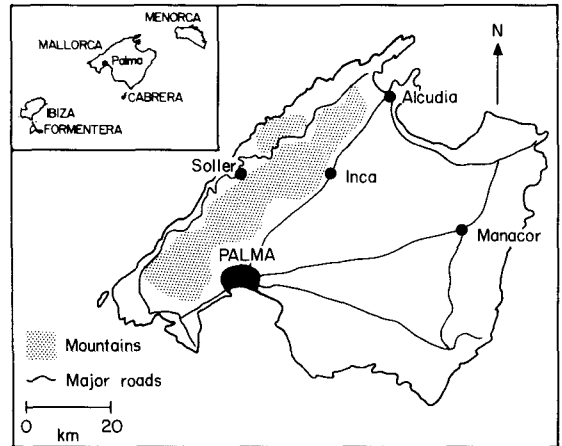 MENORCA
MALLORCA
Palma
CABRERA
IBIZA
FORMENTERA
N
Alcudia
Soller
Inca
Manacor
PALMA
Mountains
Major roads
0 20
km